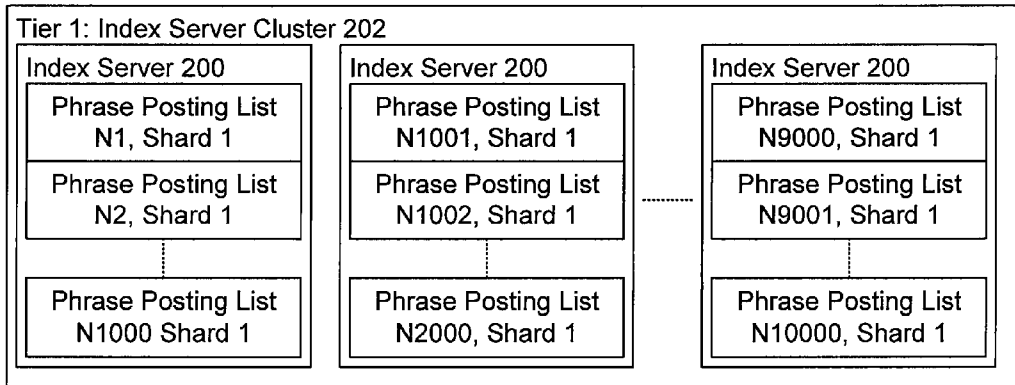 Tier 1: Index Server Cluster 202
Index Server 200
Phrase Posting List
N1, Shard 1
Phrase Posting List
N2, Shard 1
Phrase Posting List
N1000 Shard 1
Index Server 200
Phrase Posting List
N1001, Shard 1
Phrase Posting List
N1002, Shard 1
Phrase Posting List
N2000, Shard 1
Index Server 200
Phrase Posting List
N9000, Shard 1
Phrase Posting List
N9001, Shard 1
Phrase Posting List
N10000, Shard 1